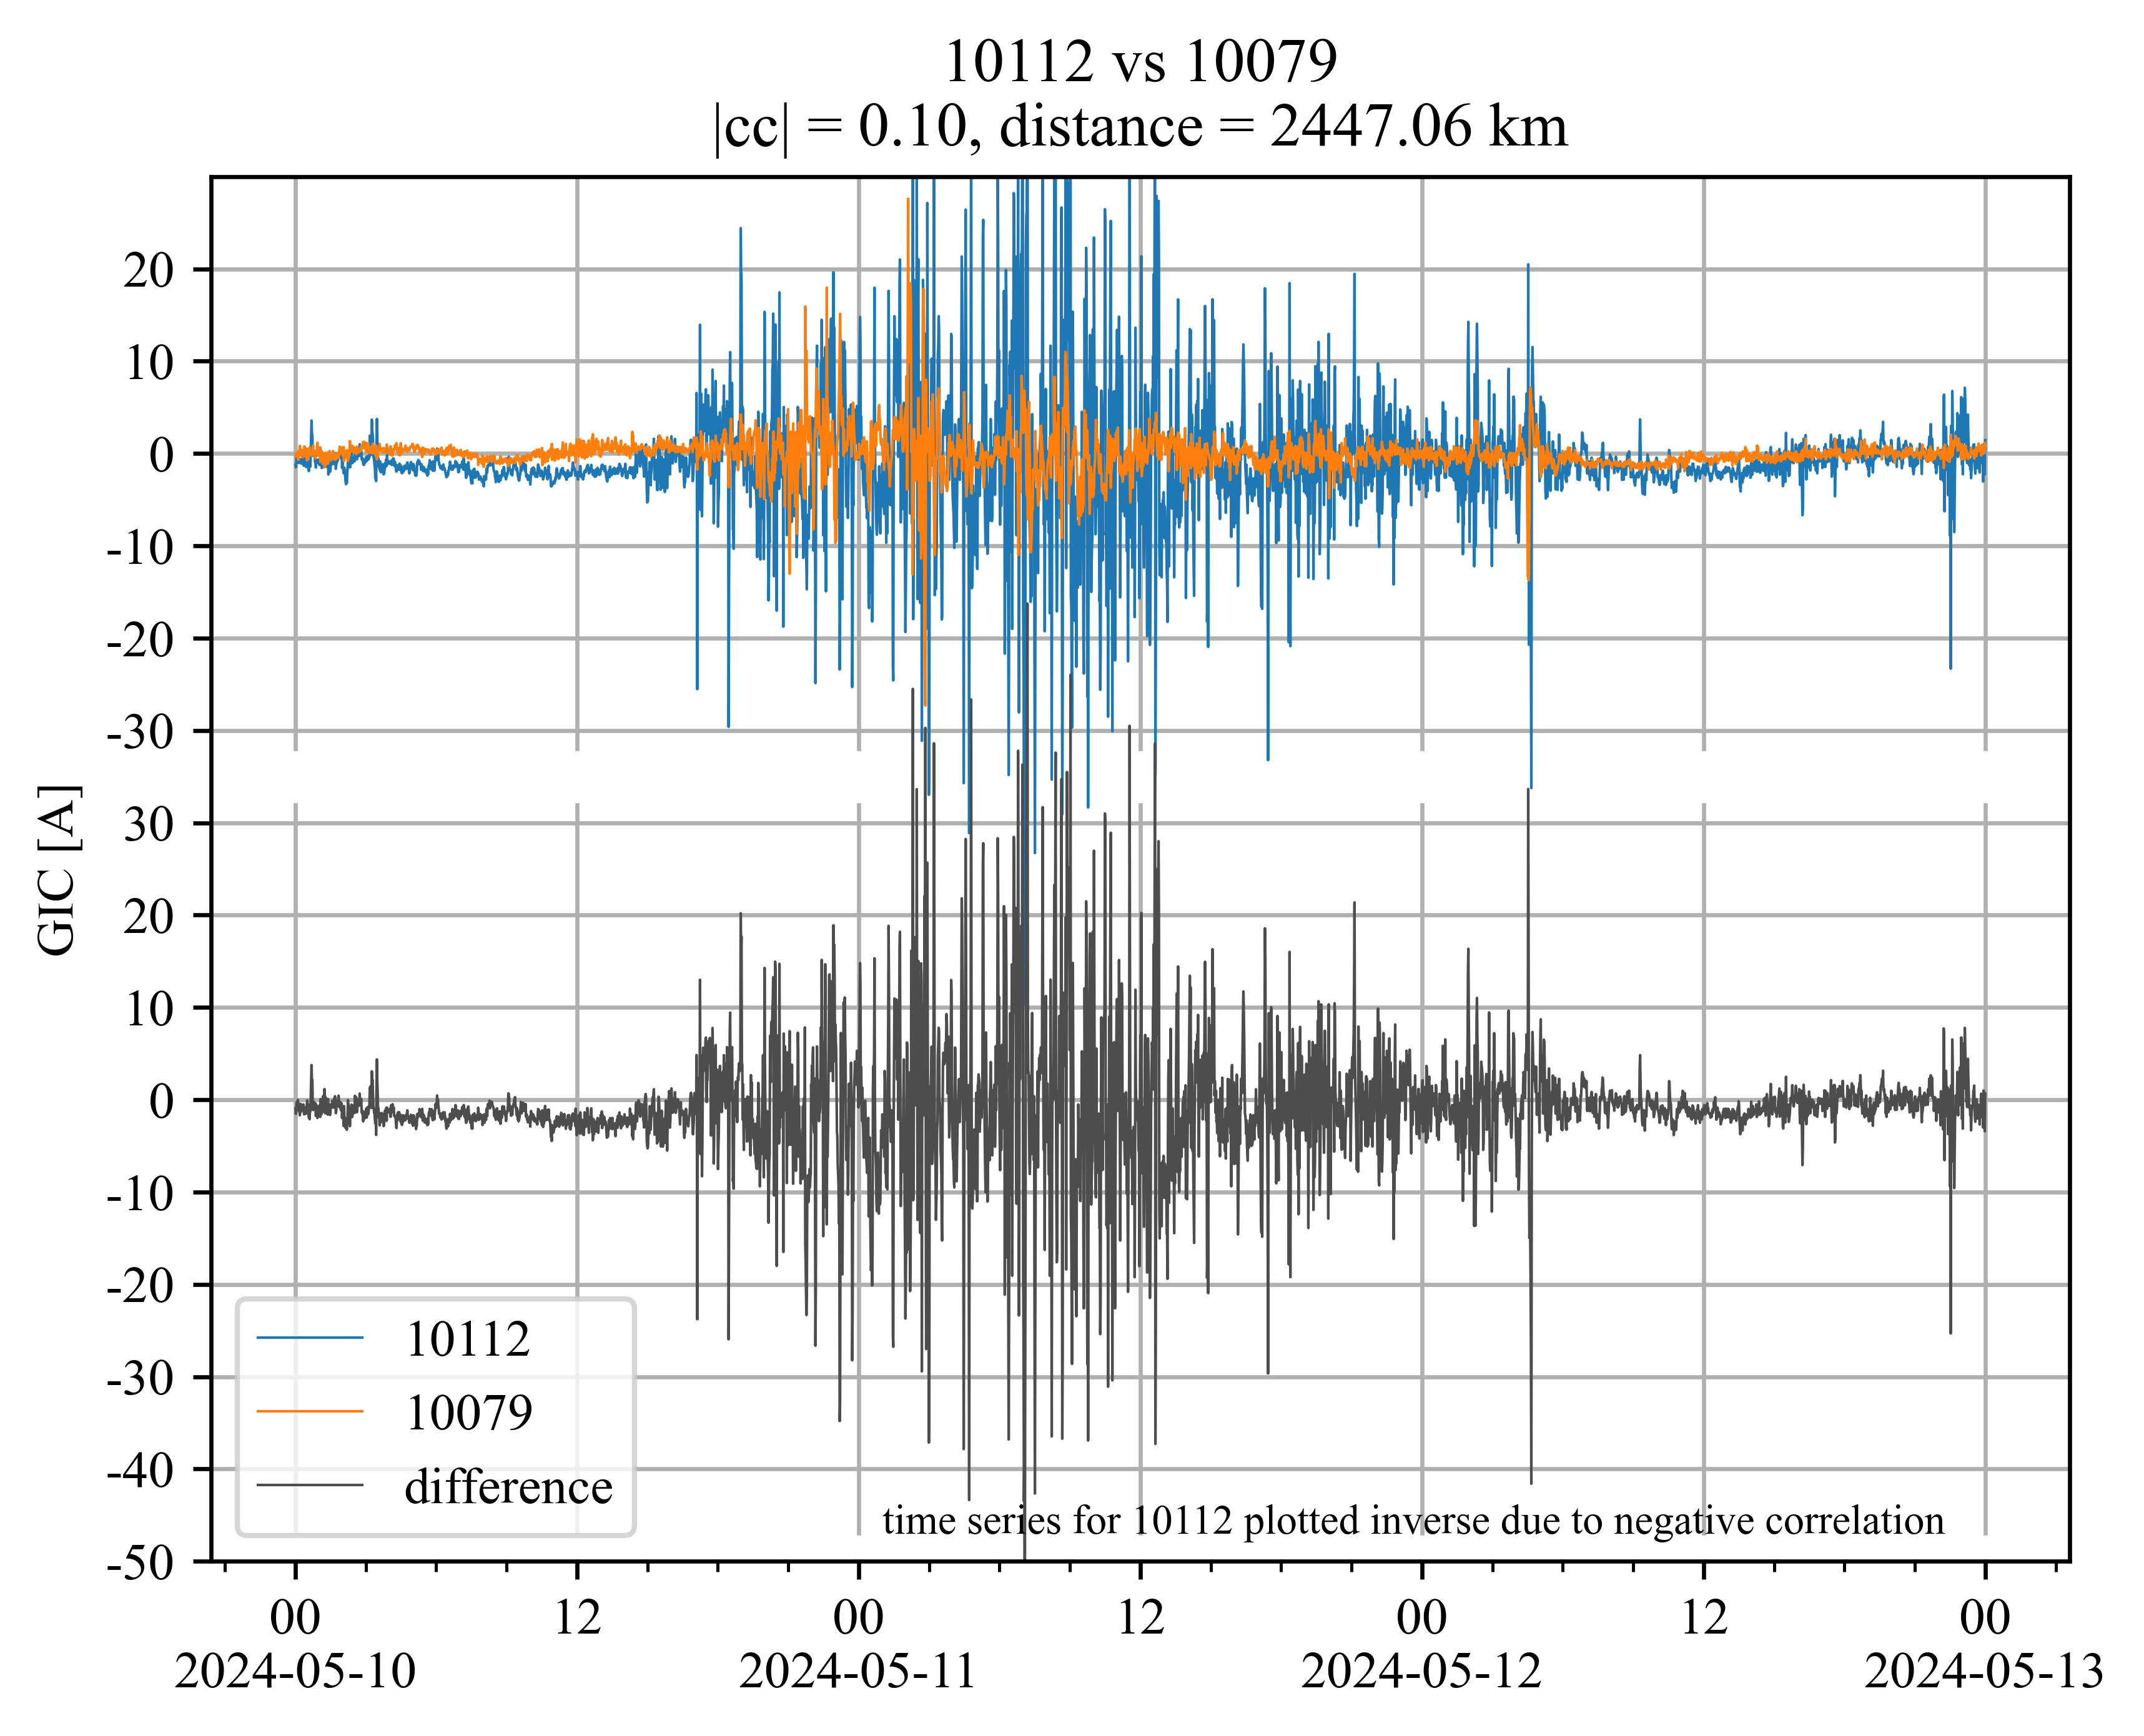 10112 vs 10079
|cc| = 0.10, distance = 2447.06 km
GIC [A]
20
10
0
-10
-20
-30
30
20
10
0
-10
-20
-30
-40
-50
10112
10079
difference
time series for 10112 plotted inverse due to negative correlation
00 12 00 12 00 12 00
2024-05-10 2024-05-11 2024-05-12 2024-05-13